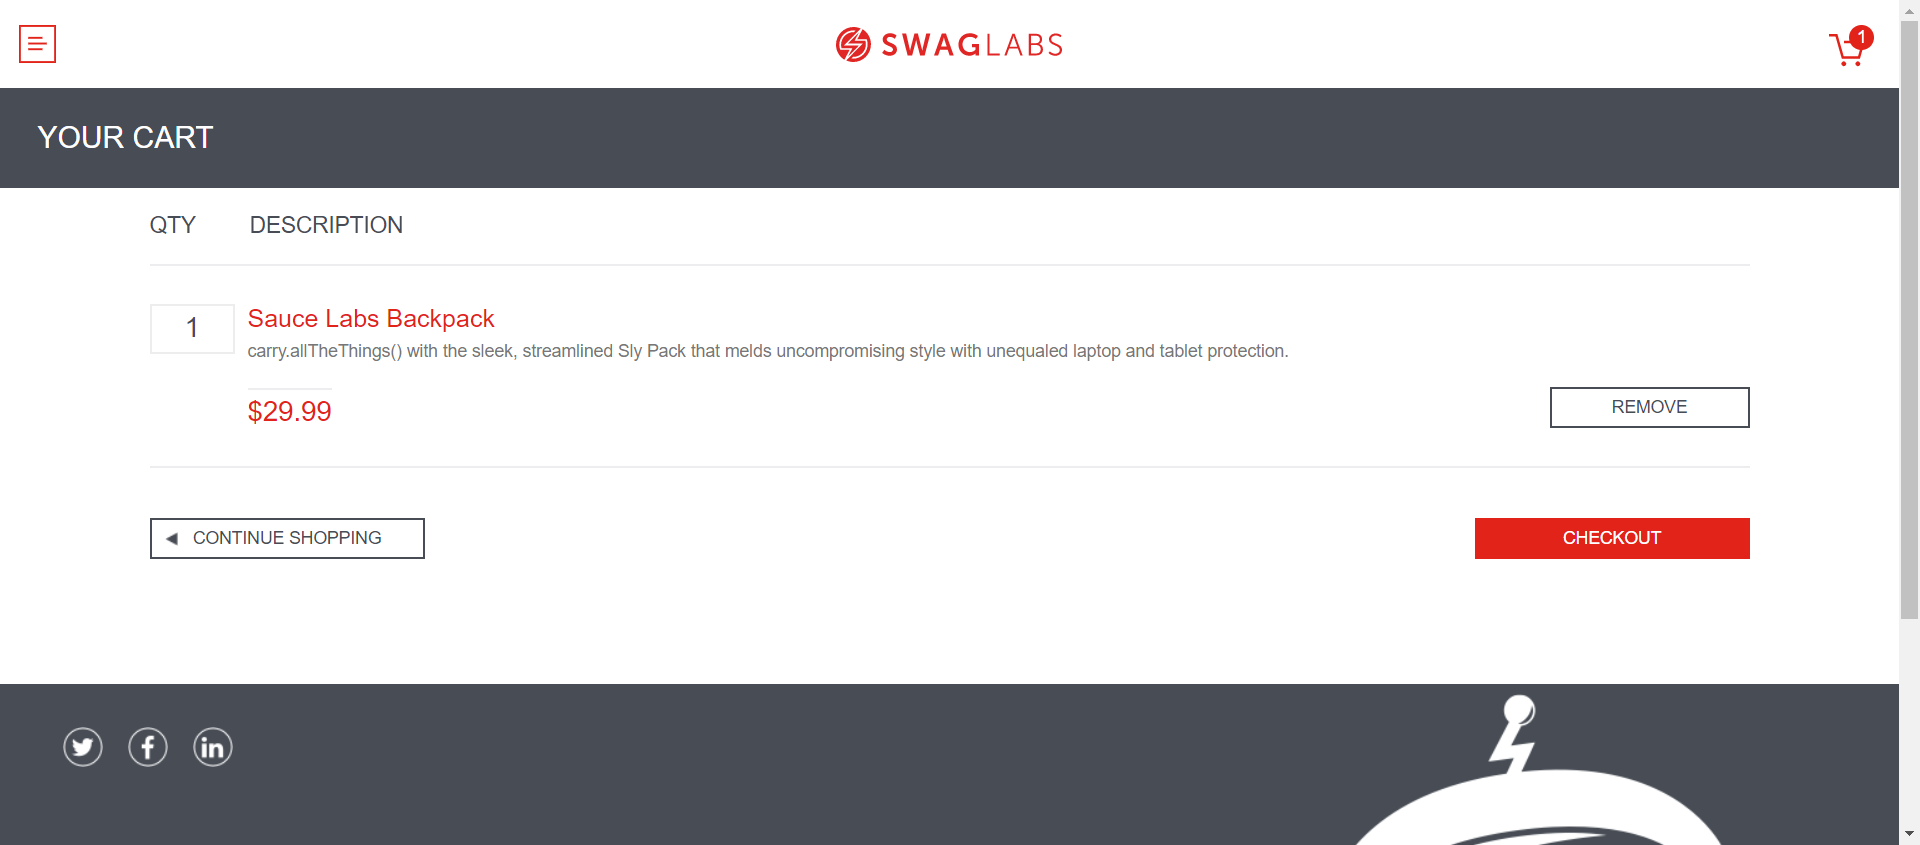 SWAGLABS
1
YOUR CART
QTY DESCRIPTION
1 Sauce Labs Backpack
carry.allTheThings() with the sleek, streamlined Sly Pack that melds uncompromising style with unequaled laptop and tablet protection.
$29.99 REMOVE
CONTINUE SHOPPING CHECKOUT